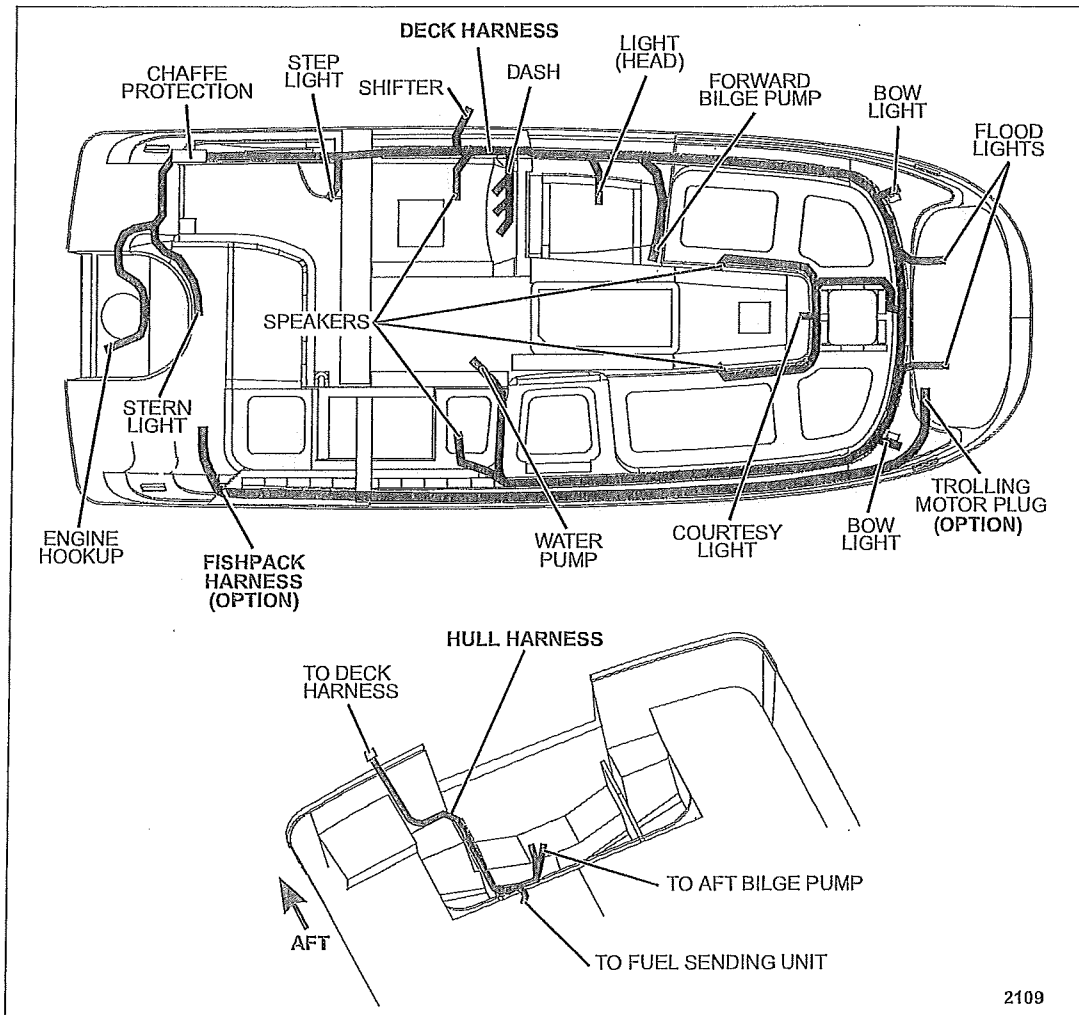 DECK HARNESS
LIGHT
(HEAD)
STEP
LIGHT
DASH
CHAFFE
PROTECTION
SHIFTER
FORWARD
BILGE PUMP
BOW
LIGHT
FLOOD
LIGHTS
SPEAKERS
STERN
LIGHT
ENGINE
HOOKUP
FISHPACK
HARNESS
(OPTION)
WATER
PUMP
COURTESY
LIGHT
BOW
LIGHT
TROLLING
MOTOR PLUG
(OPTION)
HULL HARNESS
TO DECK
HARNESS
TO AFT BILGE PUMP
AFT
TO FUEL SENDING UNIT
2109